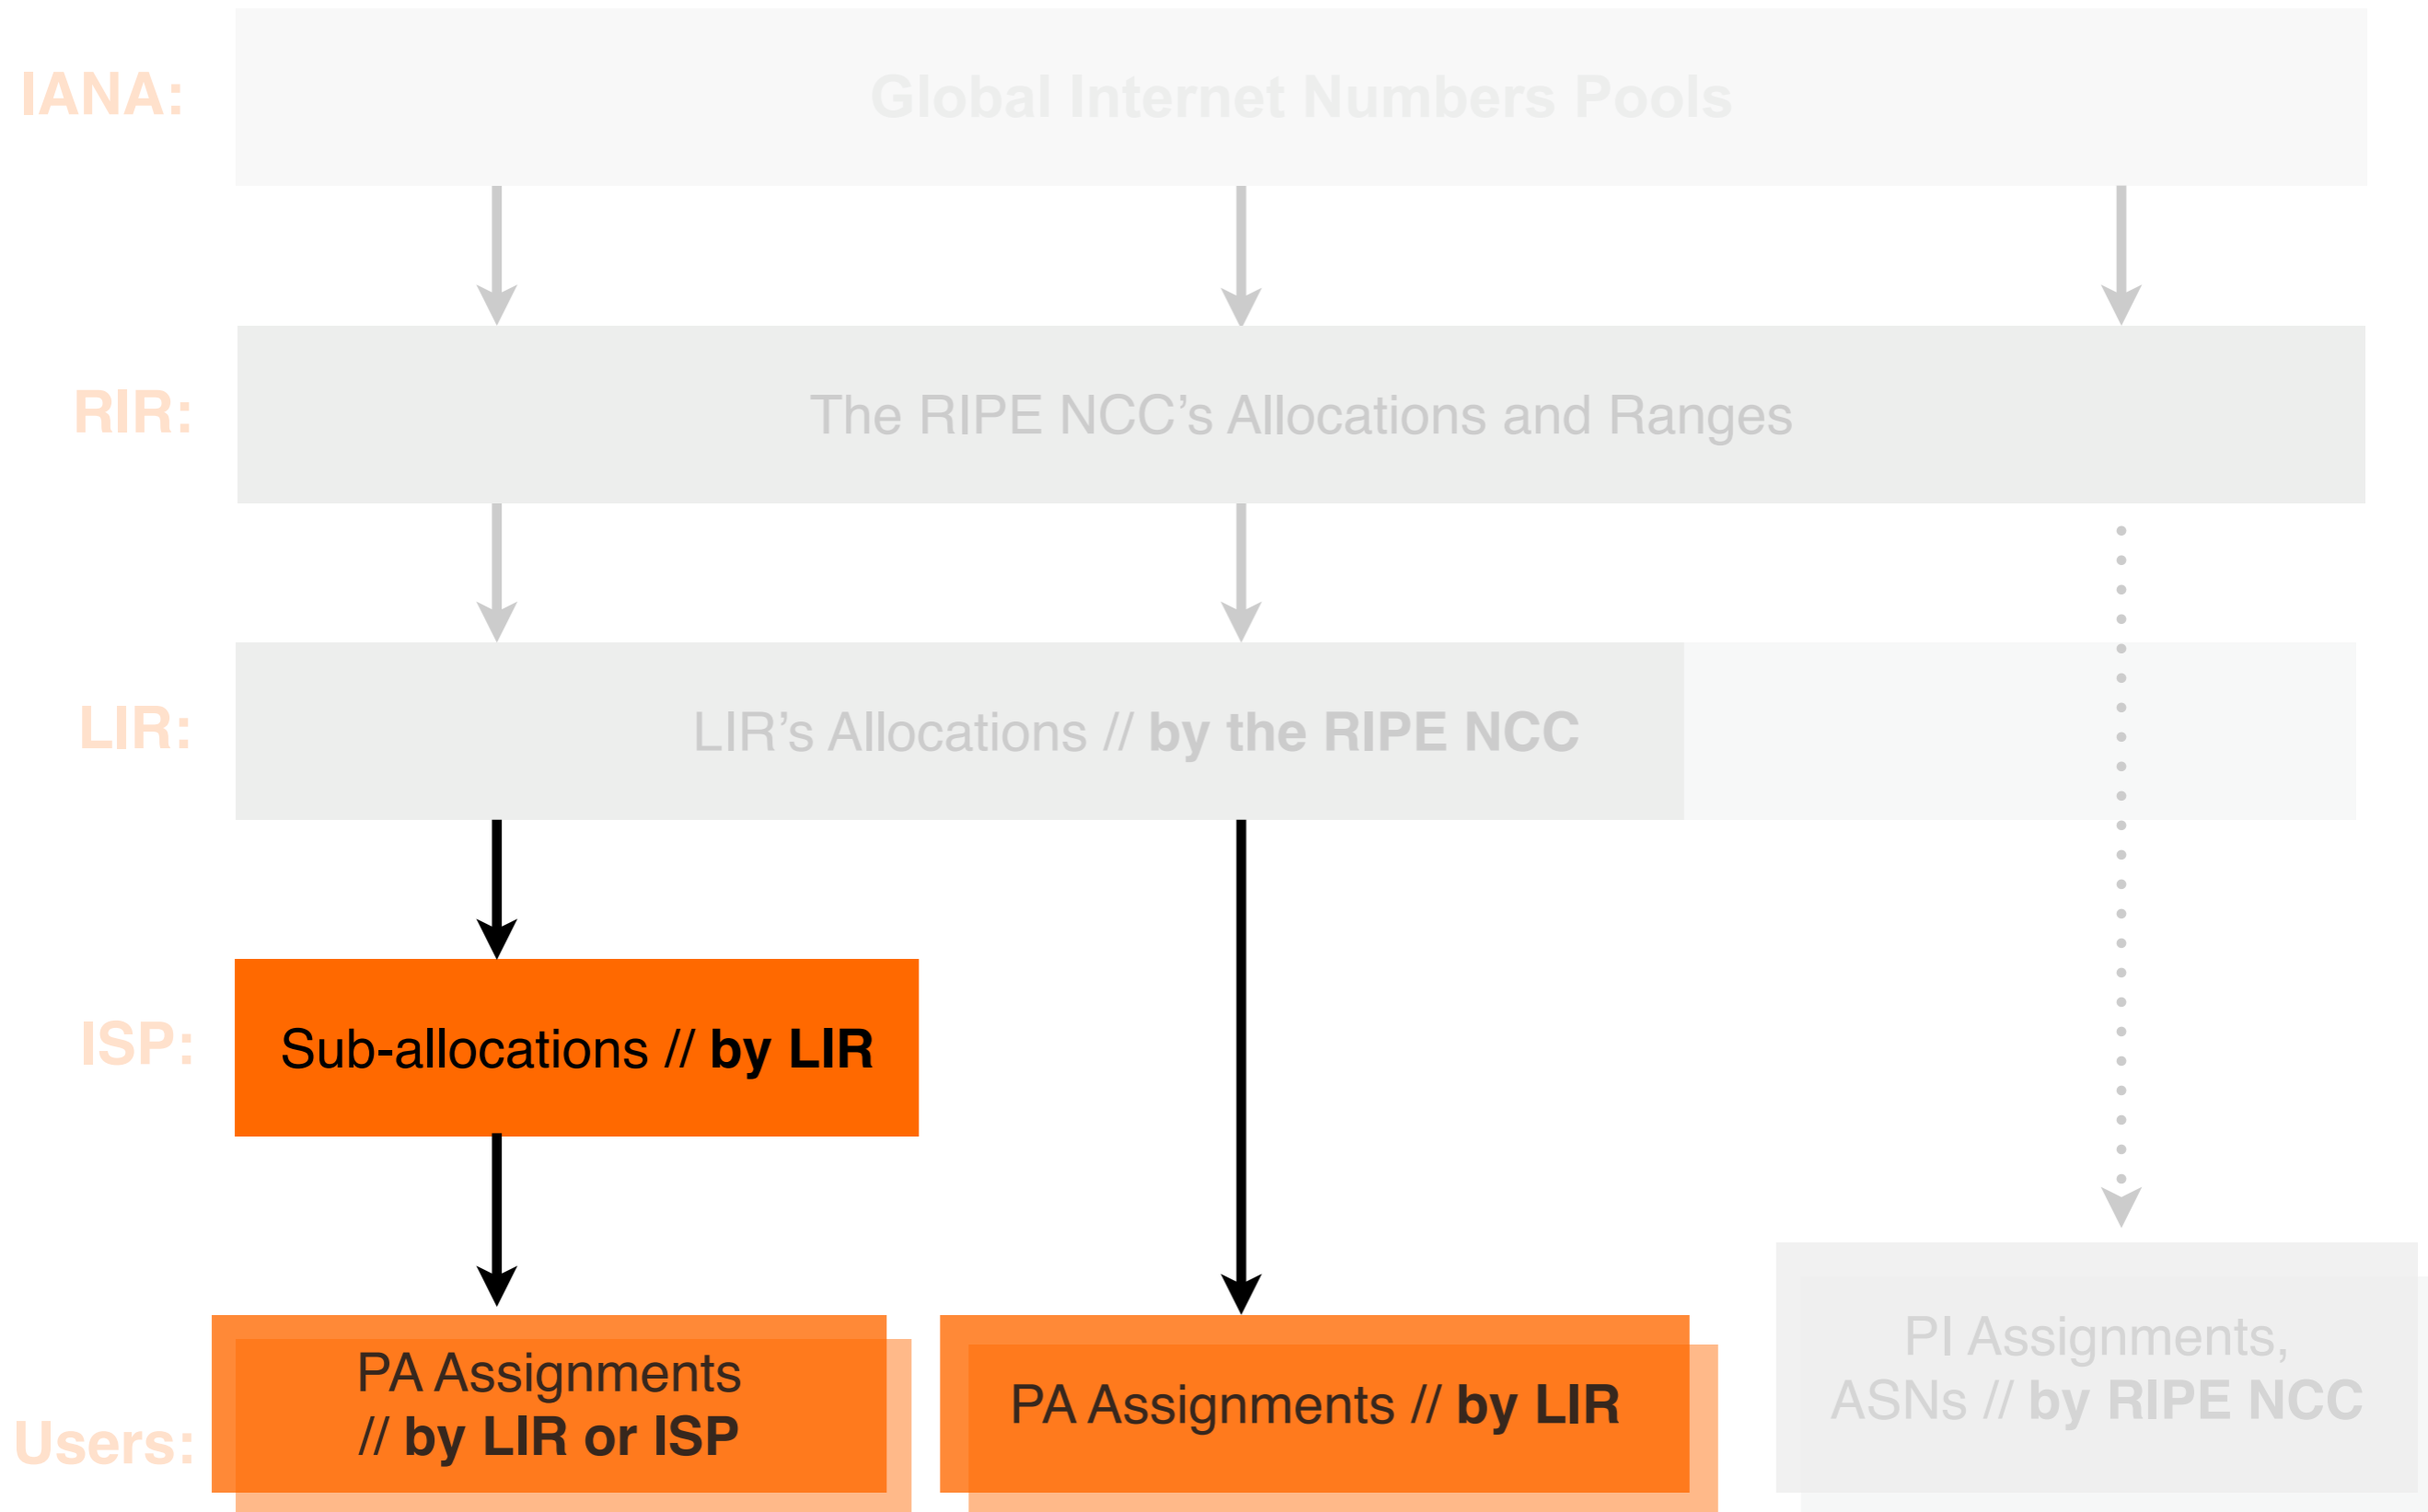 IANA:
Global Internet Numbers Pools
RIR:
The RIPE NCC’s Allocations and Ranges
LIR:
LIR’s Allocations // by the RIPE NCC
ISP:
Sub-allocations // by LIR
Users:
PA Assignments
// by LIR or ISP
PA Assignments // by LIR
PI Assignments,
ASNs // by RIPE NCC